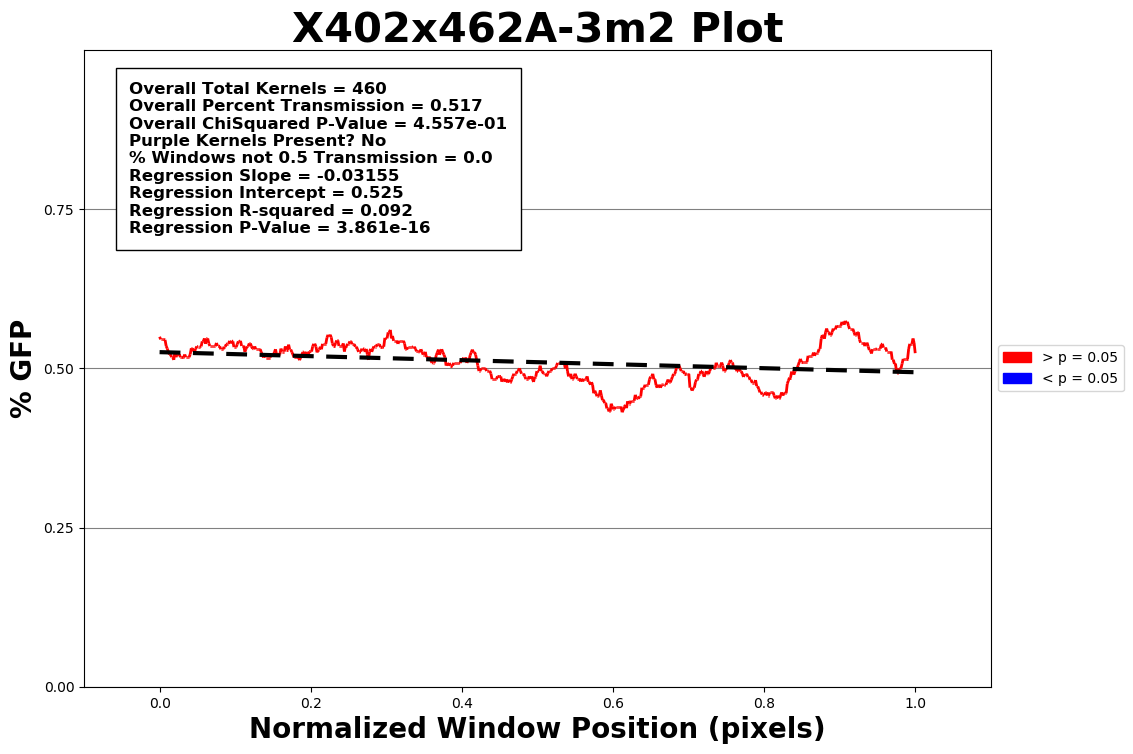 X402x462A-3m2 Plot
Overall Total Kernels = 460
Overall Percent Transmission = 0.517
Overall ChiSquared P-Value = 4.557e-01
Purple Kernels Present? No
% Windows not 0.5 Transmission = 0.0
Regression Slope = -0.03155
Regression Intercept = 0.525
Regression R-squared = 0.092
Regression P-Value = 3.861e-16
% GFP
0.75
0.50
0.25
0.00
> p = 0.05
< p = 0.05
0.0 0.2 0.4 0.6 0.8 1.0
Normalized Window Position (pixels)